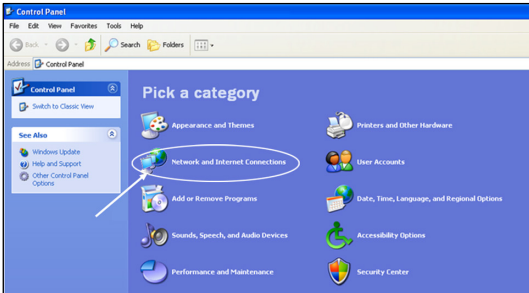 Control Panel
File Edit View Favorites Tools Help
Back Search Folders
Address Control Panel
Control Panel
Switch to Classic View
See Also
Windows Update
Help and Support
Other Control Panel
Options
Pick a category
Appearance and Themes
Printers and Other Hardware
Network and Internet Connections
User Accounts
Add or Remove Programs
Date, Time, Language, and Regional Options
Sounds, Speech, and Audio Devices
Accessibility Options
Performance and Maintenance
Security Center